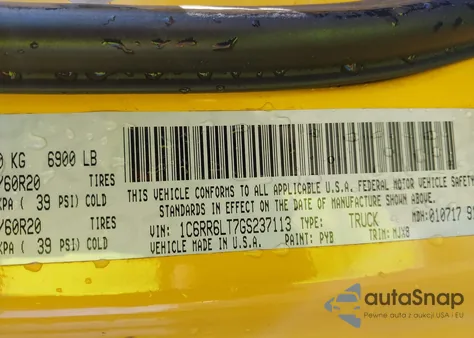 0 KG 6900 LB
/60R20 TIRES
KPA ( 39 PSI) COLD
/60R20 TIRES
KPA ( 39 PSI) COLD
THIS VEHICLE CONFORMS TO ALL APPLICABLE U.S.A. FEDERAL MOTOR VEHICLE SAFETY
STANDARDS IN EFFECT ON THE DATE OF MANUFACTURE SHOWN ABOVE.
VIN: 1C6RR6LT7GS237113 TYPE: TRUCK MDH: 010717
MADE IN U.S.A. PAINT: PYB TRIM: MJX8
autoSnap
Pewne auta z aukcji USA i EU